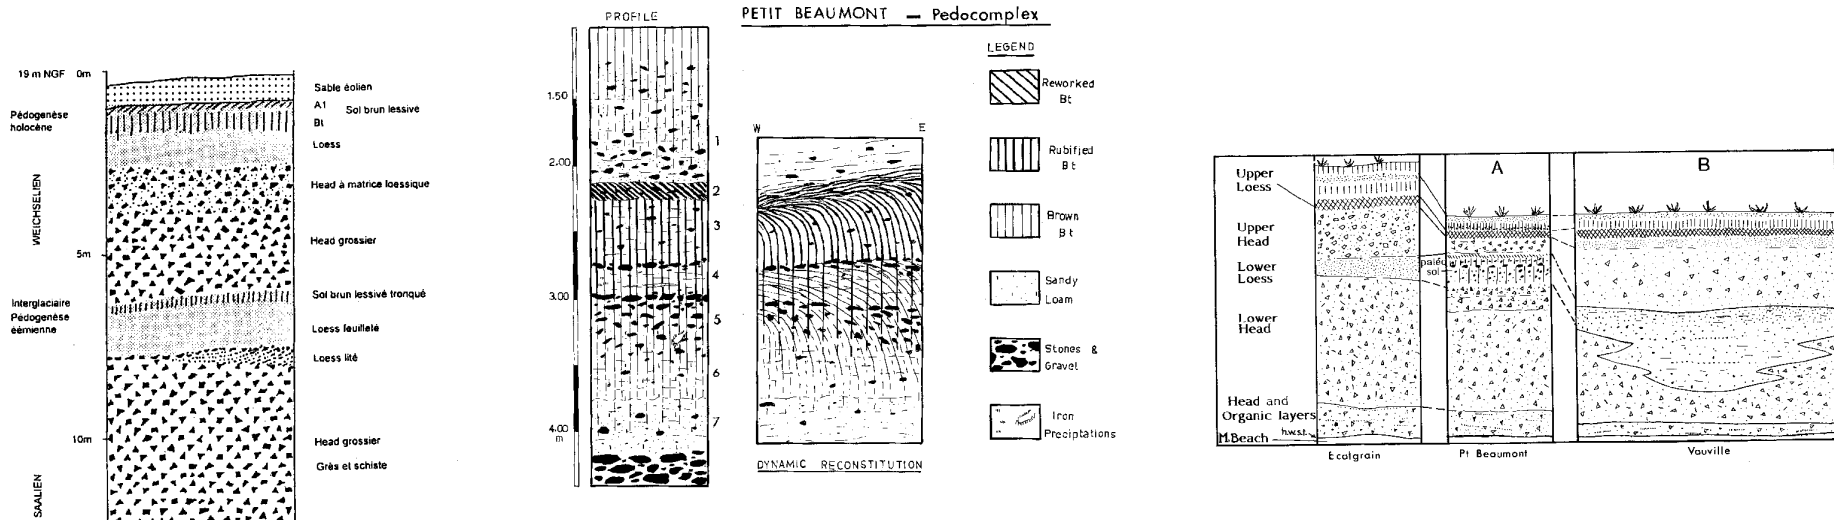 19 m NGF
0m
Sable éolien
Pédogenèse
holocène
A1
Sol brun lessivé
Bt
Loess
Head à matrice loessique
WEICHSELIEN
Head grossier
5m
Sol brun lessivé tronqué
Interglaciaire
Pédogenèse
éémienne
Loess feuilleté
Loess lité
10m
Head grossier
Grès et schiste
SAALIEN
PETIT BEAUMONT — Pedocomplex
PROFILE
1.50
2.00
3.00
4.00
m
1
2
3
4
5
6
7
W
E
DYNAMIC RECONSTITUTION
LEGEND
Reworked
Bt
Rubified
Bt
Brown
Bt
Sandy
Loam
Stones &
Gravel
Iron
Preciptations
A
B
Upper
Loess
Upper
Head
Lower
Loess
paléo
sol
Lower
Head
Head and
Organic layers
M.Beach
h.w.s.t.
Ecalgrain
Pt Beaumont
Vauville